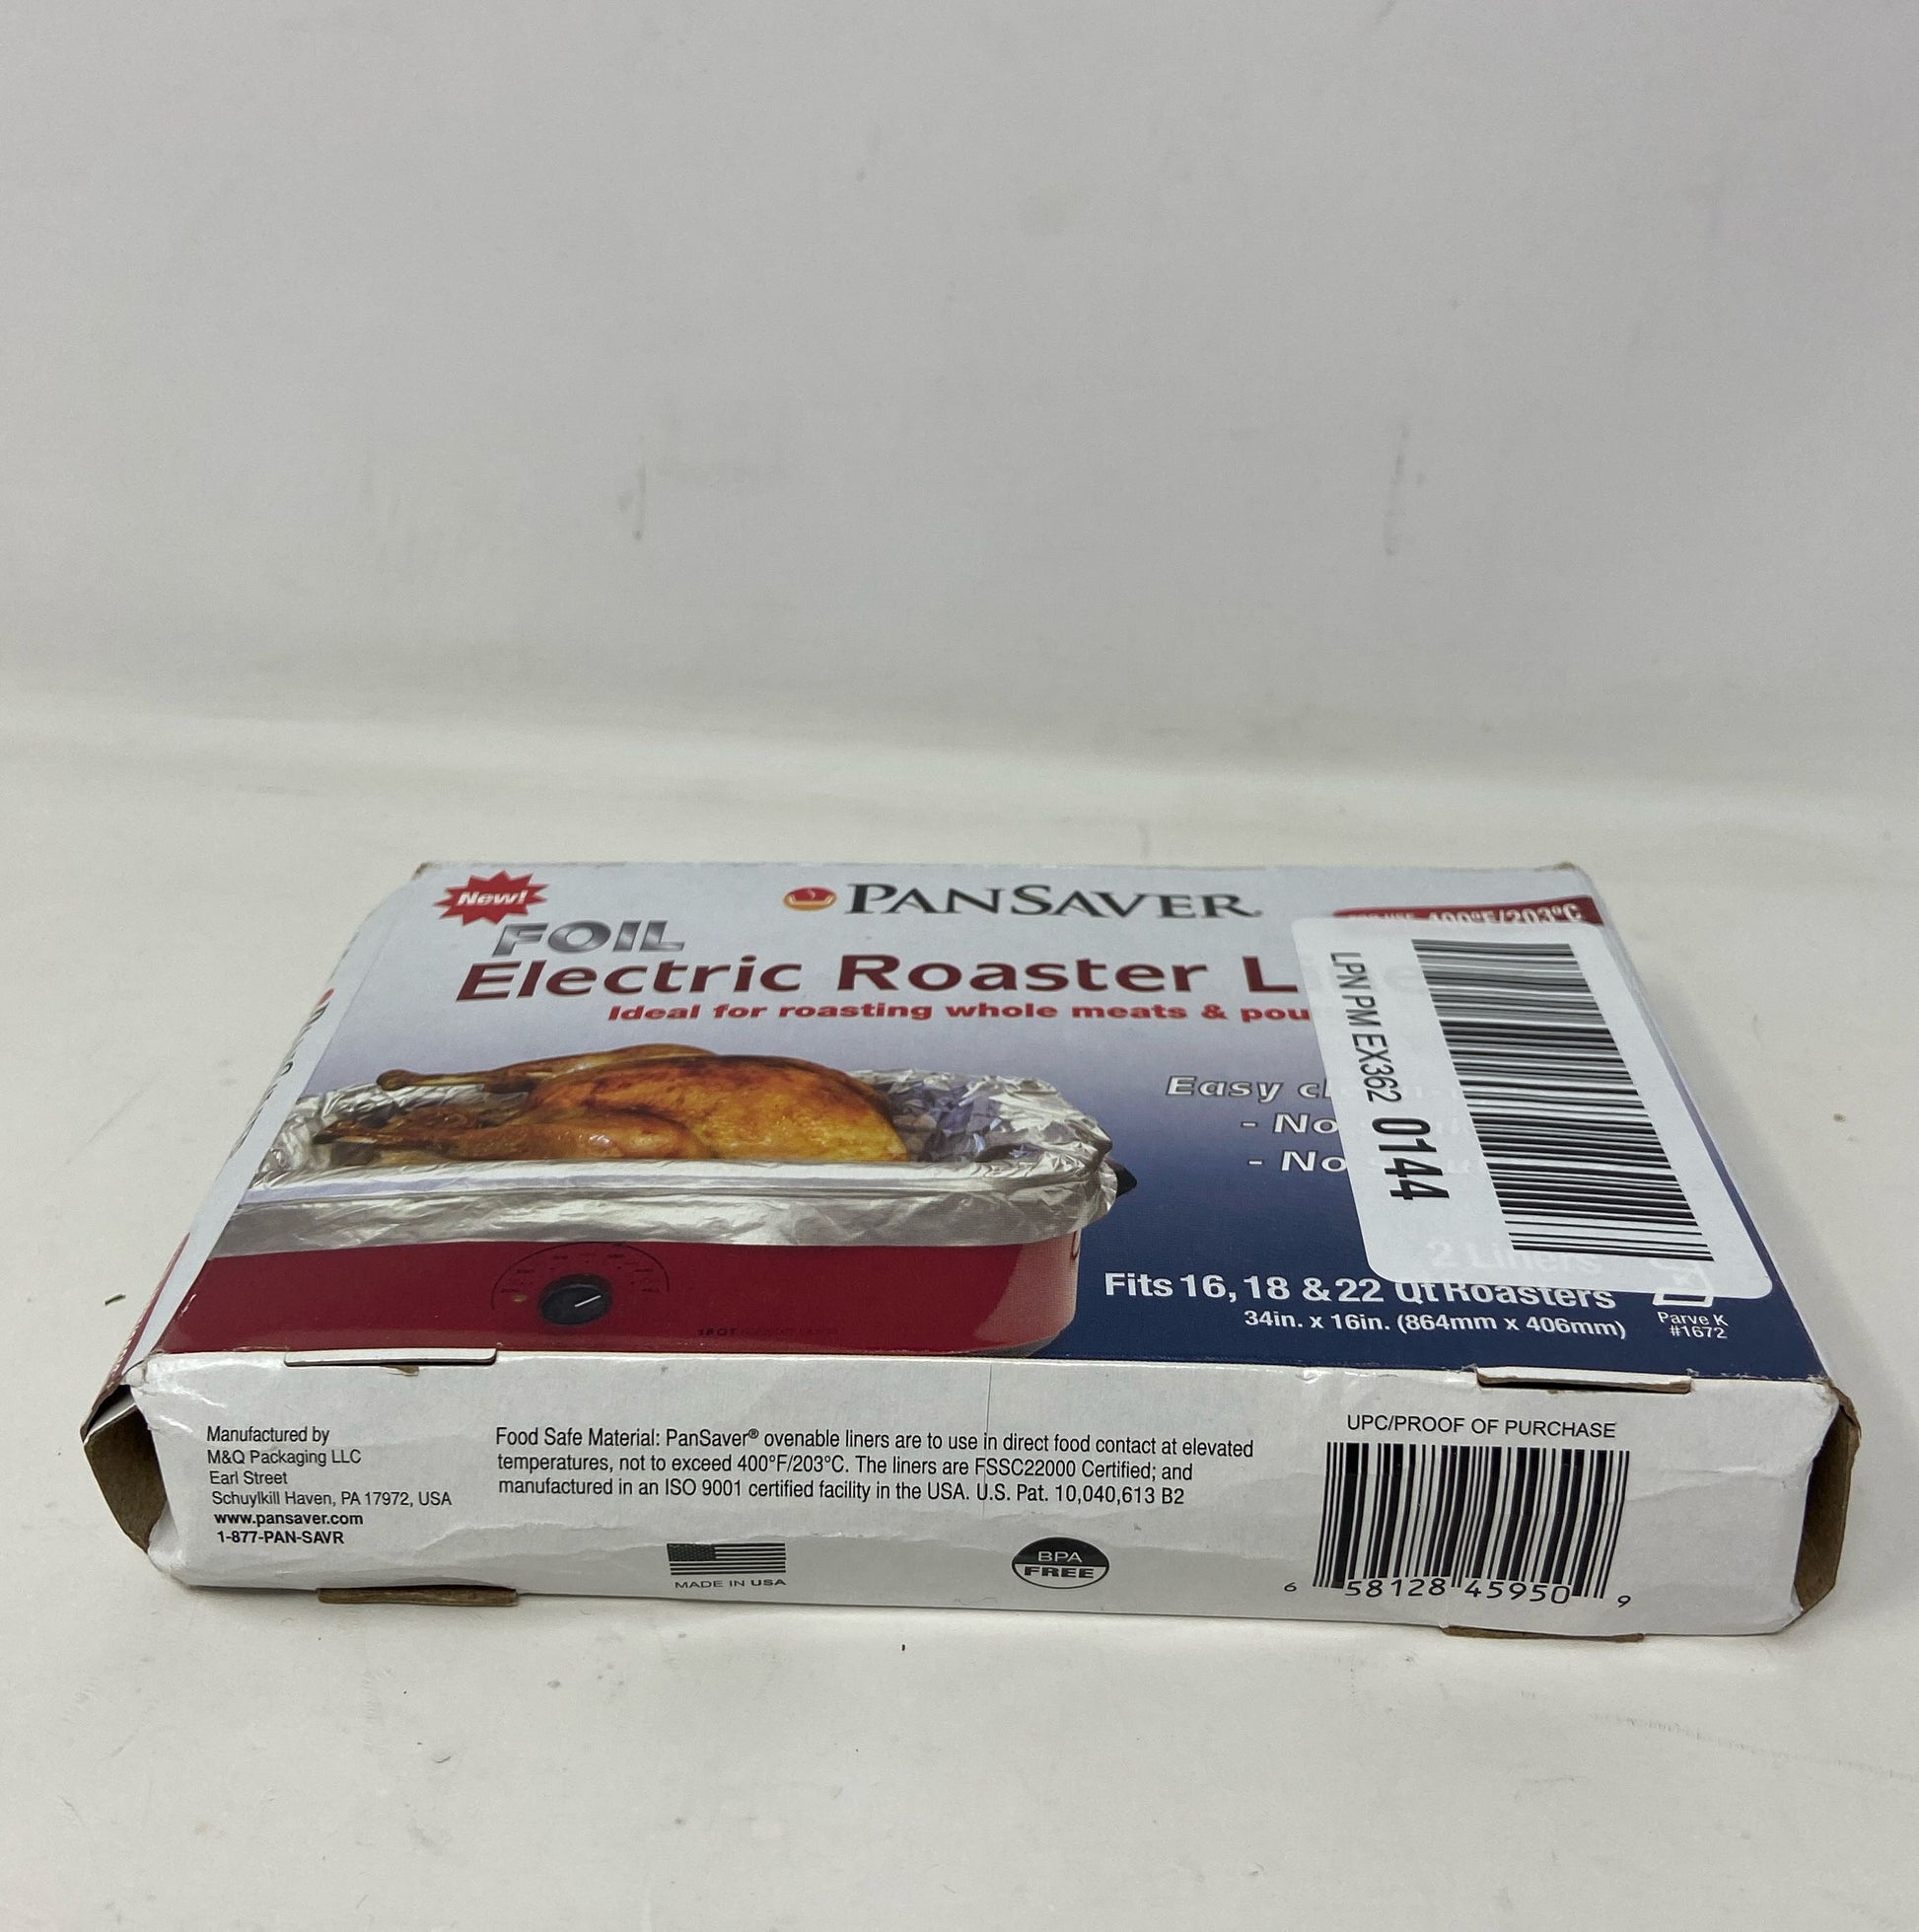 New!
PANSAVER
FOIL
400°F/203°C
Electric Roaster
Ideal for roasting whole meats &
Easy
- No
- No
2 Liners
Fits 16, 18 & 22 Qt Roasters
34in. x 16in. (864mm x 406mm)
Parve K
#1672
LPN PM EX362 0144
Manufactured by
M&Q Packaging LLC
Earl Street
Schuylkill Haven, PA 17972, USA
www.pansaver.com
1-877-PAN-SAVR
Food Safe Material: PanSaver® ovenable liners are to use in direct food contact at elevated
temperatures, not to exceed 400°F/203°C. The liners are FSSC22000 Certified; and
manufactured in an ISO 9001 certified facility in the USA. U.S. Pat. 10,040,613 B2
MADE IN USA
BPA
FREE
UPC/PROOF OF PURCHASE
6 58128 45950 9